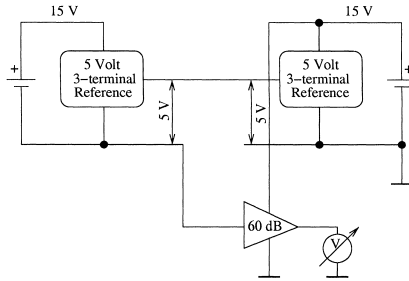 15 V
15 V
+
5 Volt
3−terminal
Reference
5 Volt
3−terminal
Reference
+
5 V
5 V
60 dB
V